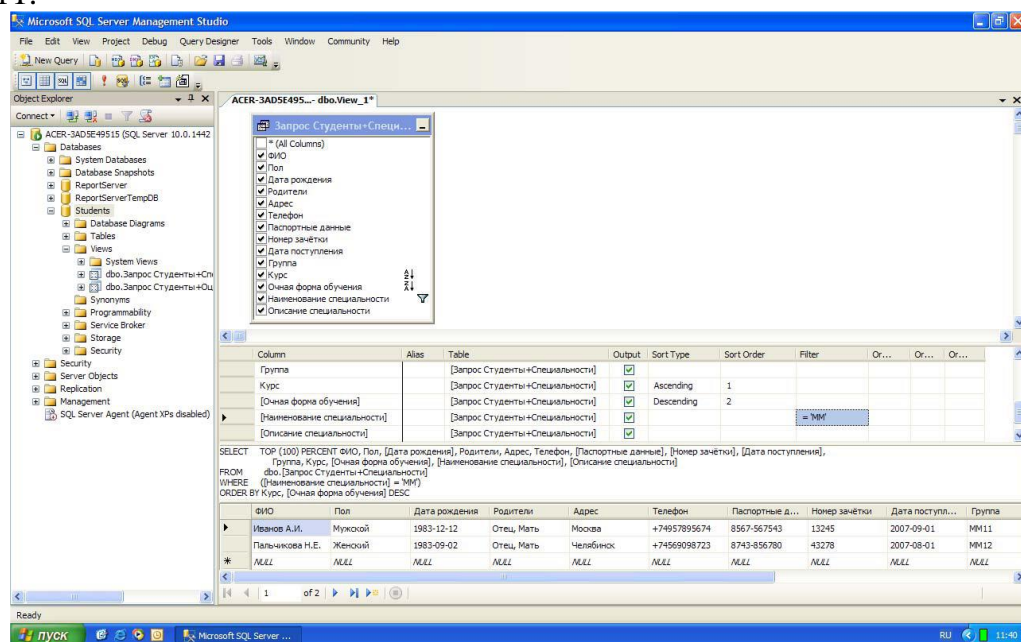 Microsoft SQL Server Management Studio
File Edit View Project Debug Query Designer Tools Window Community Help
New Query
Object Explorer
ACER-3AD5E495...- dbo.View_1*
Connect
ACER-3AD5E49515 (SQL Server 10.0.1442
Databases
System Databases
Database Snapshots
ReportServer
ReportServerTempDB
Students
Database Diagrams
Tables
Views
System Views
dbo.Запрос Студенты+Спе
dbo.Запрос Студенты+Оц
Synonyms
Programmability
Service Broker
Storage
Security
Security
Server Objects
Replication
Management
SQL Server Agent (Agent XPs disabled)
Запрос Студенты+Специ...
* (All Columns)
ФИО
Пол
Дата рождения
Родители
Адрес
Телефон
Паспортные данные
Номер зачётки
Дата поступления
Группа
Курс
Очная форма обучения
Наименование специальности
Описание специальности
Column Alias Table Output Sort Type Sort Order Filter Or... Or... Or...
Группа [Запрос Студенты+Специальности]
Курс [Запрос Студенты+Специальности] Ascending 1
[Очная форма обучения] [Запрос Студенты+Специальности] Descending 2
[Наименование специальности] [Запрос Студенты+Специальности] = 'ММ'
[Описание специальности] [Запрос Студенты+Специальности]
SELECT TOP (100) PERCENT ФИО, Пол, [Дата рождения], Родители, Адрес, Телефон, [Паспортные данные], [Номер зачётки], [Дата поступления],
Группа, Курс, [Очная форма обучения], [Наименование специальности], [Описание специальности]
FROM dbo.[Запрос Студенты+Специальности]
WHERE ([Наименование специальности] = 'ММ')
ORDER BY Курс, [Очная форма обучения] DESC
ФИО Пол Дата рождения Родители Адрес Телефон Паспортные д... Номер зачётки Дата поступл... Группа
Иванов А.И. Мужской 1983-12-12 Отец, Мать Москва +74957895674 8567-567543 13245 2007-09-01 ММ11
Пальчикова Н.Е. Женский 1983-09-02 Отец, Мать Челябинск +74569098723 8743-856780 43278 2007-08-01 ММ12
NULL NULL NULL NULL NULL NULL NULL NULL NULL NULL
1 of 2
Ready
пуск Microsoft SQL Server ... RU 11:40